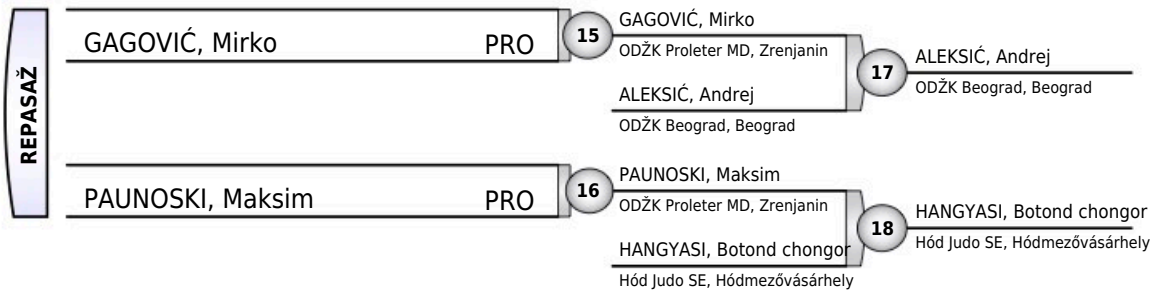 REPASAŽ
GAGOVIĆ, Mirko PRO
15
GAGOVIĆ, Mirko
ODŽK Proleter MD, Zrenjanin
ALEKSIĆ, Andrej
ODŽK Beograd, Beograd
17
ALEKSIĆ, Andrej
ODŽK Beograd, Beograd
PAUNOSKI, Maksim PRO
16
PAUNOSKI, Maksim
ODŽK Proleter MD, Zrenjanin
HANGYASI, Botond chongor
Hód Judo SE, Hódmezővásárhely
18
HANGYASI, Botond chongor
Hód Judo SE, Hódmezővásárhely